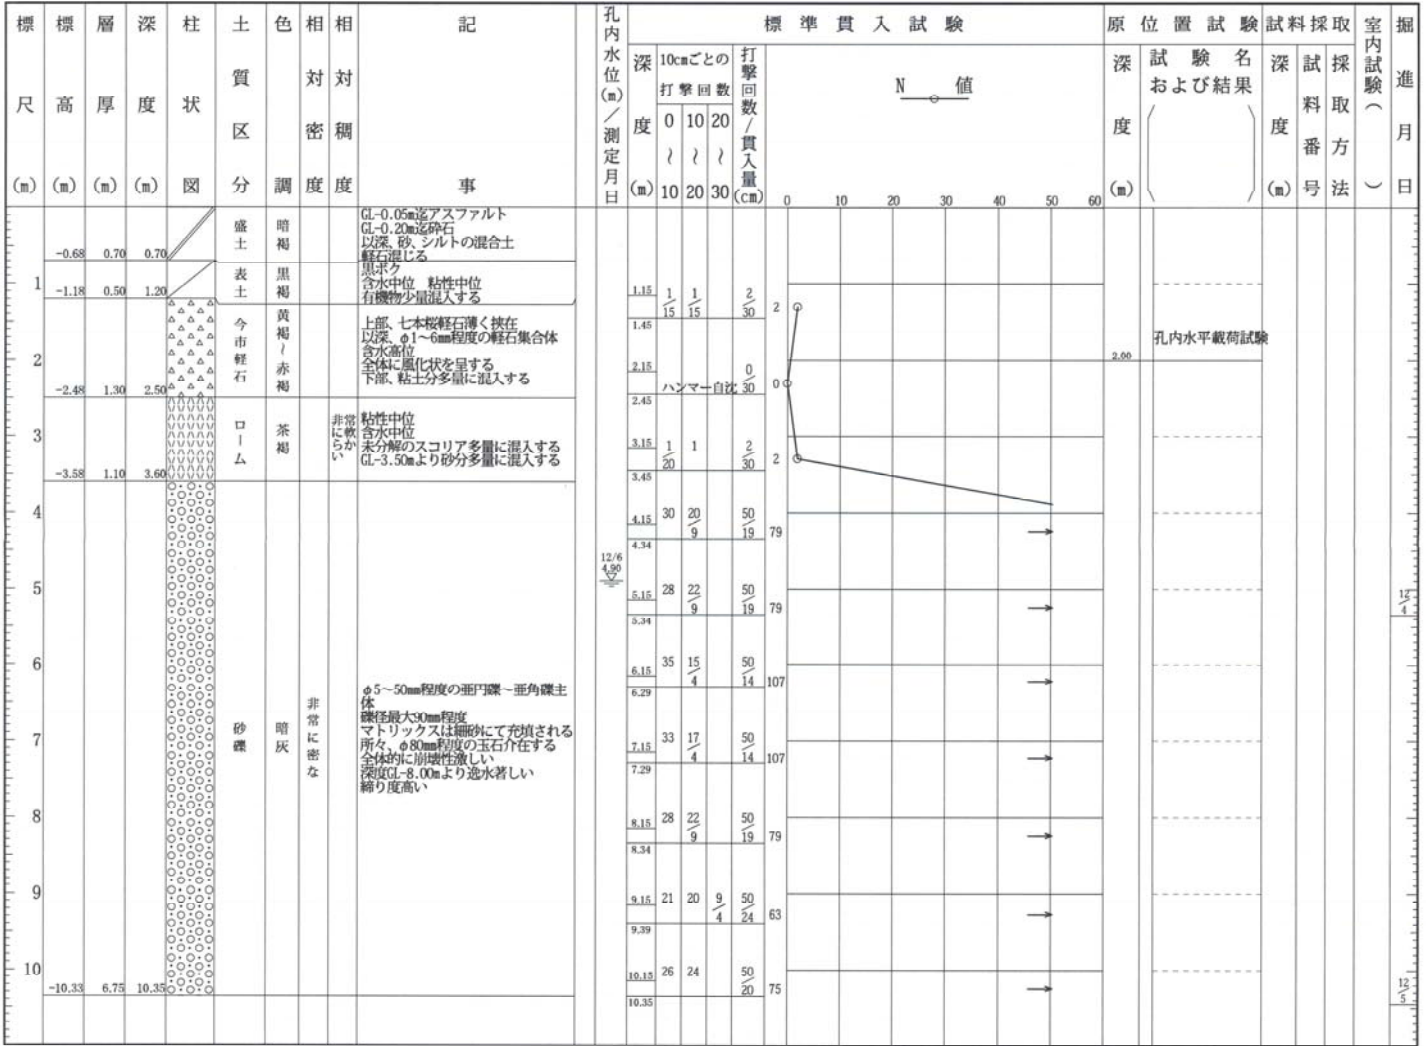 標尺(m)
標高(m)
層厚(m)
深度(m)
柱状図
土質区分
色調
相対密度
相対稠度
記事
孔内水位(m)／測定月日
標準貫入試験
深度(m)
10cmごとの
打撃回数
0〜10
10〜20
20〜30
打撃回数／貫入量(cm)
N 値
0 10 20 30 40 50 60
原位置試験
深度(m)
試験名
および結果
試料採取
深度(m)
試料番号
採取方法
室内試験( )
掘進月日
-0.68 0.70 0.70
盛土
暗褐
GL-0.05m迄アスファルト
GL-0.20m迄砕石
以深、砂、シルトの混合土
軽石混じる
1
-1.18 0.50 1.20
表土
黒褐
黒ボク
含水中位 粘性中位
有機物少量混入する
1.15 1/15 1/15 2/30 2
1.45
2
-2.48 1.30 2.50
今市軽石
黄褐〜赤褐
上部、七本桜軽石薄く挟在
以深、φ1〜6mm程度の軽石集合体
含水高位
全体に風化状を呈する
下部、粘土分多量に混入する
2.15 ハンマー自沈 0/30 0
2.45
2.00
孔内水平載荷試験
3
-3.58 1.10 3.60
ローム
茶褐
非常に軟らかい
粘性中位
含水中位
未分解のスコリア多量に混入する
GL-3.50mより砂分多量に混入する
3.15 1/20 1 2/30 2
3.45
4
4.15 30 20/9 50/19 79
4.34
12/6
4.90
5
5.15 28 22/9 50/19 79
5.34
12/4
6
6.15 35 15/4 50/14 107
6.29
砂礫
暗灰
非常に密な
φ5〜50mm程度の亜円礫〜亜角礫主
体
礫径最大90mm程度
マトリックスは細砂にて充填される
所々、φ80mm程度の玉石介在する
全体的に崩壊性激しい
深度GL-8.00mより逸水著しい
締り度高い
7
7.15 33 17/4 50/14 107
7.29
8
8.15 28 22/9 50/19 79
8.34
9
9.15 21 20 9/4 50/24 63
9.39
10
-10.33 6.75 10.35
10.15 26 24 50/20 75
10.35
12/5